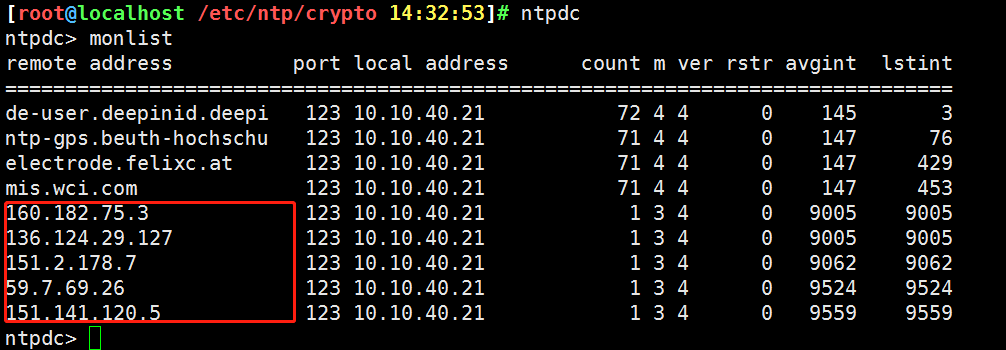 [root@localhost /etc/ntp/crypto 14:32:53]# ntpdc
ntpdc> monlist
remote address          port local address      count m ver rstr avgint  lstint
===============================================================================
de-user.deepinid.deepi   123 10.10.40.21           72 4 4      0    145       3
ntp-gps.beuth-hochschu   123 10.10.40.21           71 4 4      0    147      76
electrode.felixc.at      123 10.10.40.21           71 4 4      0    147     429
mis.wci.com              123 10.10.40.21           71 4 4      0    147     453
160.182.75.3             123 10.10.40.21            1 3 4      0   9005    9005
136.124.29.127           123 10.10.40.21            1 3 4      0   9005    9005
151.2.178.7              123 10.10.40.21            1 3 4      0   9062    9062
59.7.69.26               123 10.10.40.21            1 3 4      0   9524    9524
151.141.120.5            123 10.10.40.21            1 3 4      0   9559    9559
ntpdc>